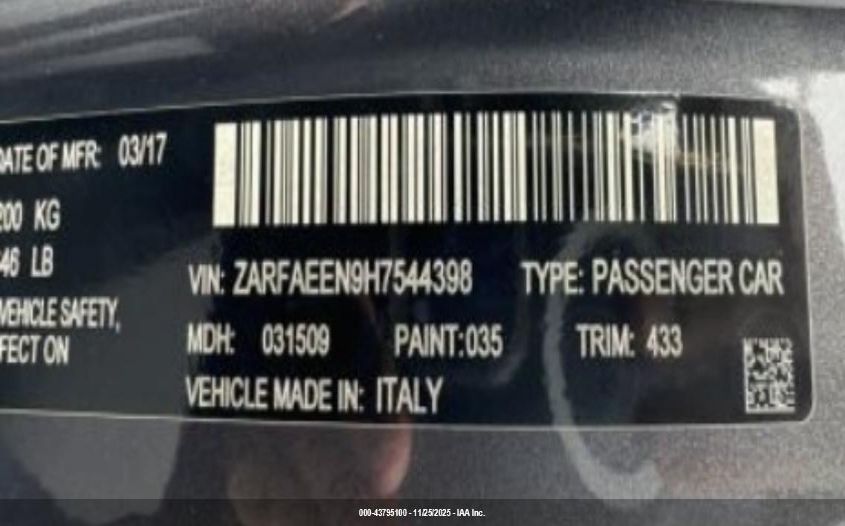 DATE OF MFR: 03/17
200 KG
46 LB
VEHICLE SAFETY,
FECT ON
VIN: ZARFAEEN9H7544398 TYPE: PASSENGER CAR
MDH: 031509 PAINT: 035 TRIM: 433
VEHICLE MADE IN: ITALY
000-43795100 - 11/25/2025 - IAA Inc.